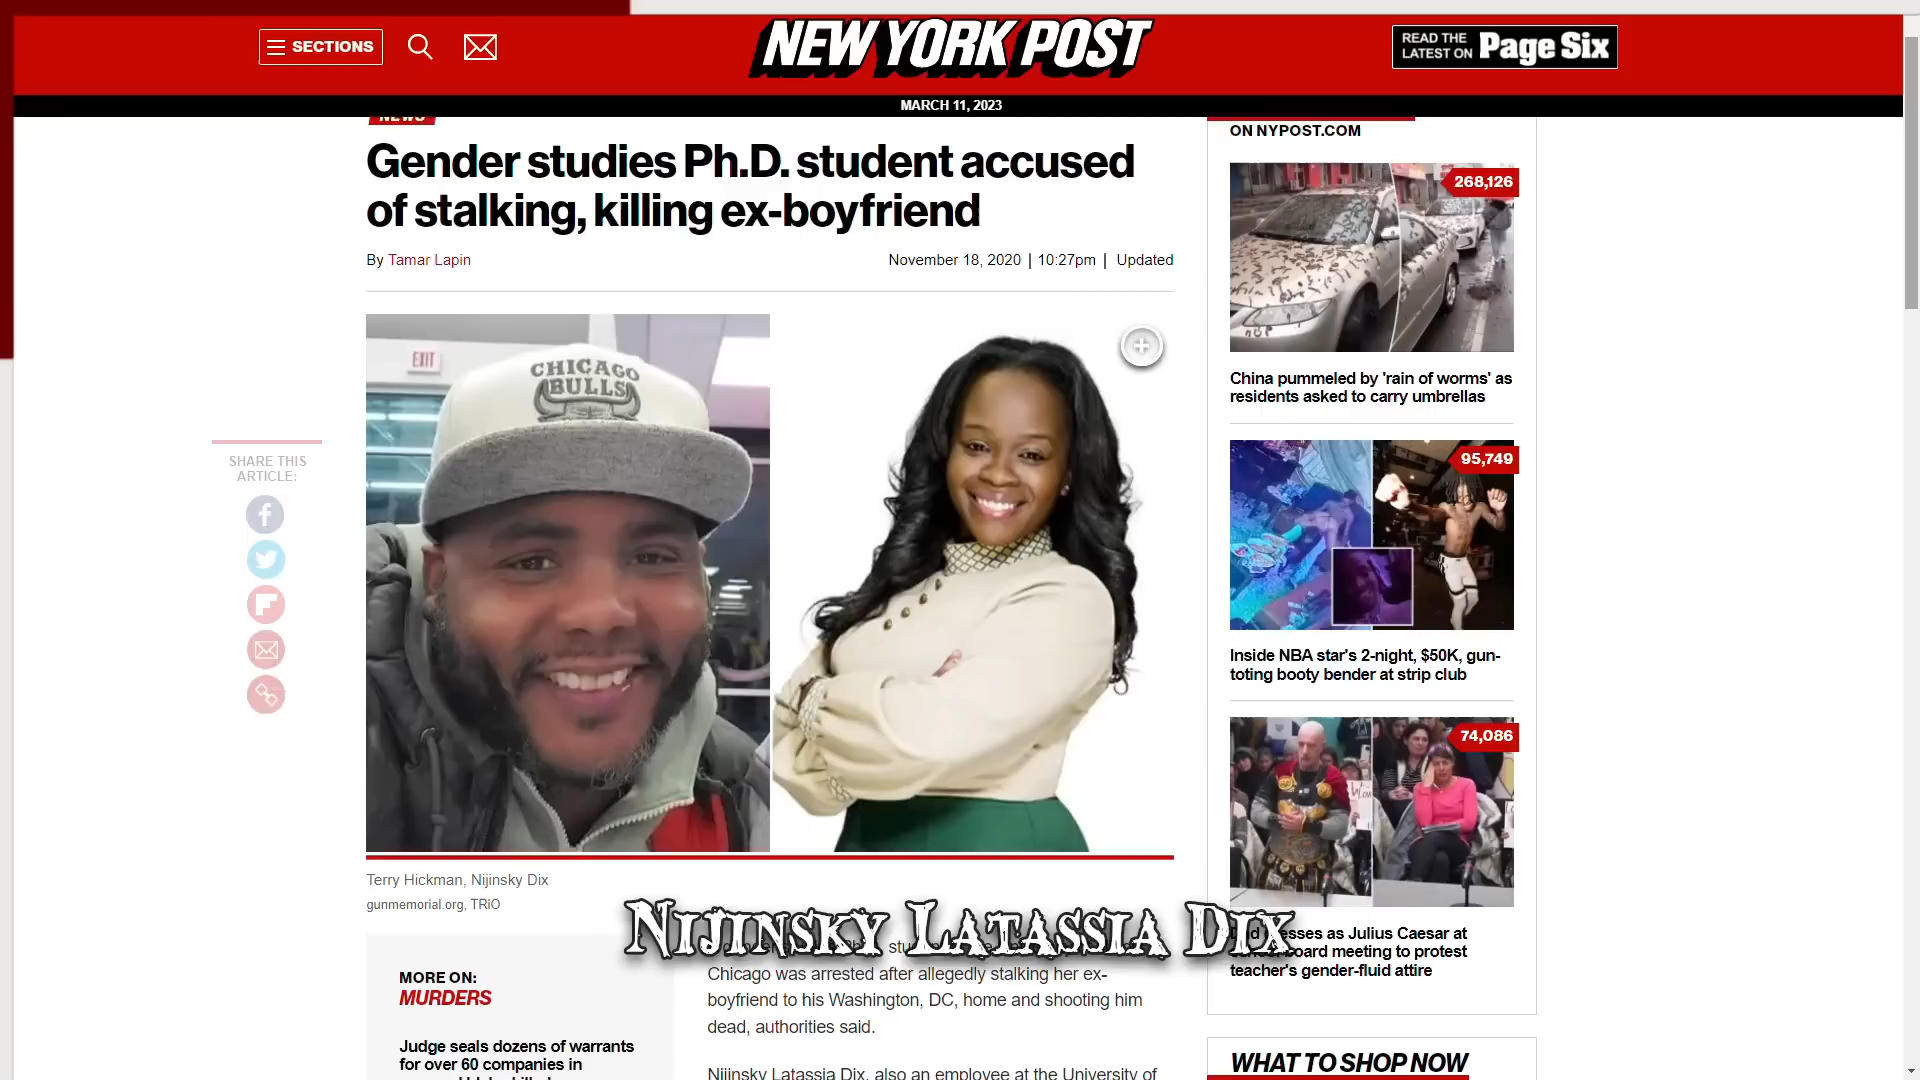 SECTIONS
NEW YORK POST
READ THE
LATEST ON
Page Six
MARCH 11, 2023
NEWS
Gender studies Ph.D. student accused
of stalking, killing ex-boyfriend
By Tamar Lapin
November 18, 2020 | 10:27pm | Updated
EXIT
CHICAGO
BULLS
SHARE THIS
ARTICLE:
Terry Hickman, Nijinsky Dix
gunmemorial.org, TRiO
NIJINSKY LATASSIA DIX
Chicago was arrested after allegedly stalking her ex-
boyfriend to his Washington, DC, home and shooting him
dead, authorities said.
Nijinsky Latassia Dix, also an employee at the University of
MORE ON:
MURDERS
Judge seals dozens of warrants
for over 60 companies in
ON NYPOST.COM
268,126
China pummeled by 'rain of worms' as
residents asked to carry umbrellas
95,749
Inside NBA star's 2-night, $50K, gun-
toting booty bender at strip club
74,086
Dad dresses as Julius Caesar at
school board meeting to protest
teacher's gender-fluid attire
WHAT TO SHOP NOW